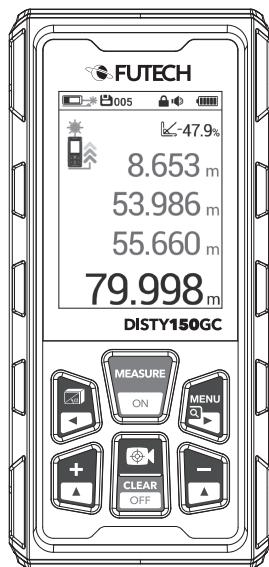 FUTECH
005
-47.9%
8.653 m
53.986 m
55.660 m
79.998 m
DISTY150GC
MEASURE
ON
MENU
+
CLEAR
OFF
−